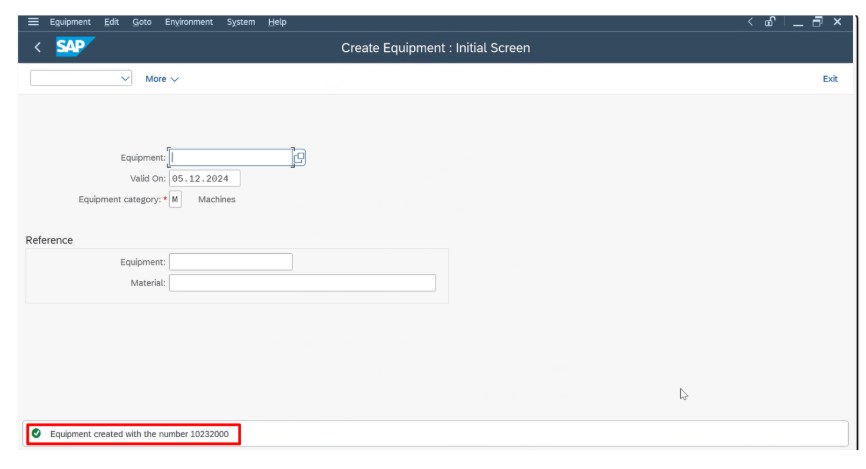 Equipment Edit Goto Environment System Help
SAP Create Equipment : Initial Screen
More Exit
Equipment:
Valid On: 05.12.2024
Equipment category: * M Machines
Reference
Equipment:
Material:
Equipment created with the number 10232000